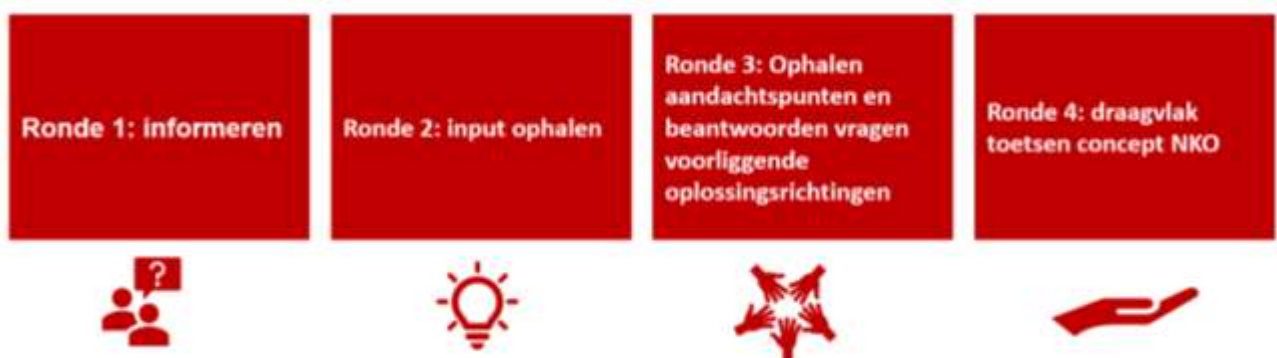 Ronde 1: informeren
Ronde 2: input ophalen
Ronde 3: Ophalen
aandachtspunten en
beantwoorden vragen
voorliggende
oplossingsrichtingen
Ronde 4: draagvlak
toetsen concept NKO
?